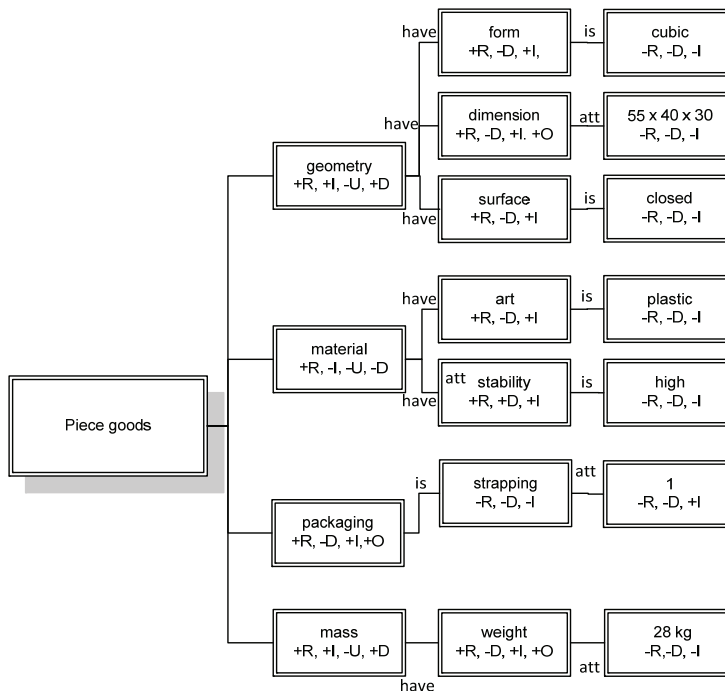 have
form
+R, -D, +I,
is
cubic
-R, -D, -I
have
dimension
+R, -D, +I. +O
att
55 x 40 x 30
-R, -D, -I
geometry
+R, +I, -U, +D
have
surface
+R, -D, +I
is
closed
-R, -D, -I
have
art
+R, -D, +I
is
plastic
-R, -D, -I
material
+R, -I, -U, -D
have
att
stability
+R, +D, +I
is
high
-R, -D, -I
Piece goods
is
strapping
-R, -D, -I
att
1
-R, -D, +I
packaging
+R, -D, +I,+O
mass
+R, +I, -U, +D
have
weight
+R, -D, +I, +O
att
28 kg
-R,-D, -I